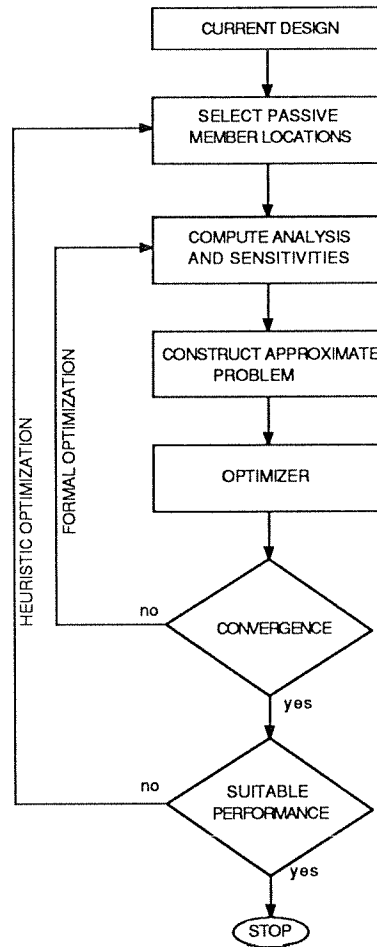 CURRENT DESIGN
SELECT PASSIVE
MEMBER LOCATIONS
COMPUTE ANALYSIS
AND SENSITIVITIES
CONSTRUCT APPROXIMATE
PROBLEM
OPTIMIZER
HEURISTIC OPTIMIZATION
FORMAL OPTIMIZATION
no
CONVERGENCE
yes
no
SUITABLE
PERFORMANCE
yes
STOP